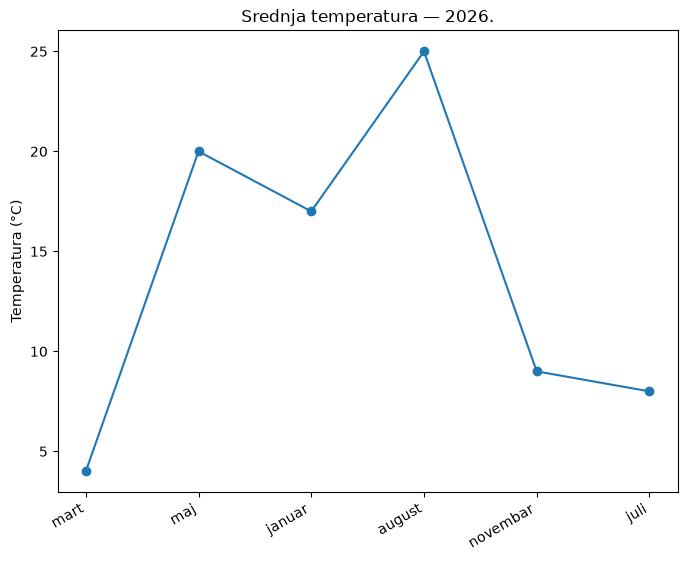 Srednja temperatura — 2026.
Temperatura (°C)
25
20
15
10
5
mart
maj
januar
august
novembar
juli